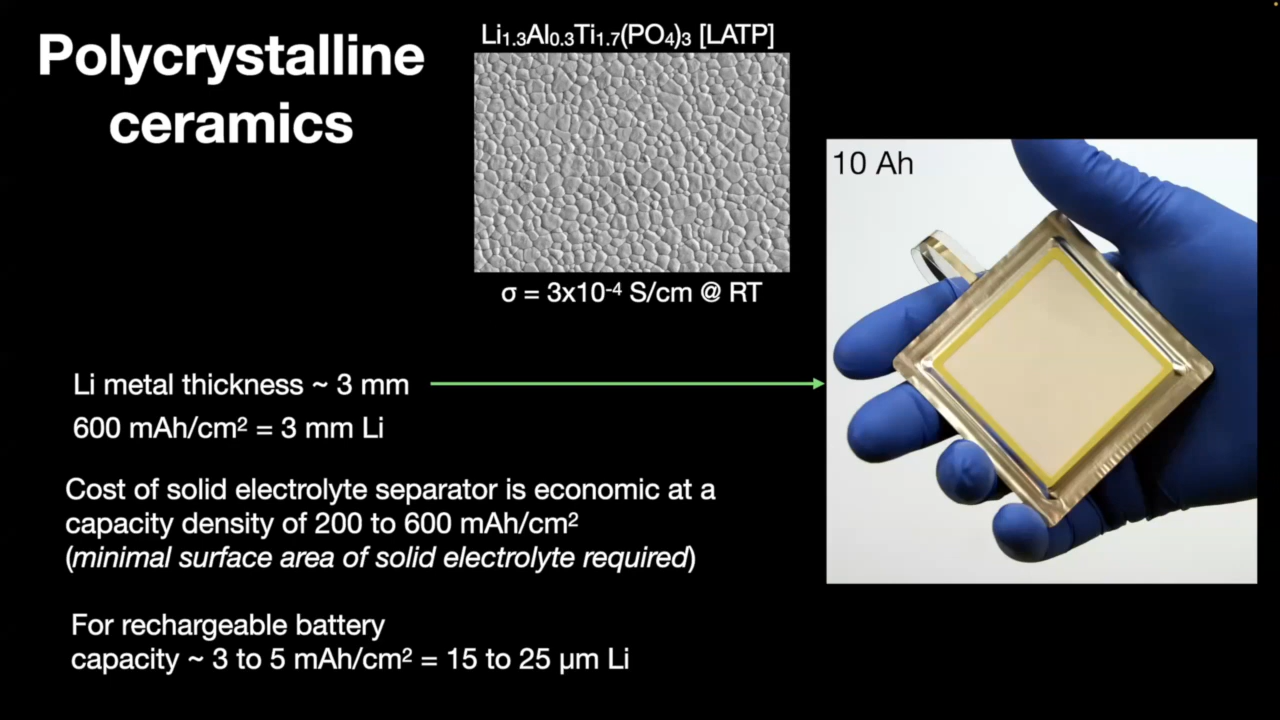 Polycrystalline
ceramics
Li₁.₃Al₀.₃Ti₁.₇(PO₄)₃ [LATP]
σ = 3x10⁻⁴ S/cm @ RT
10 Ah
Li metal thickness ~ 3 mm
600 mAh/cm² = 3 mm Li
Cost of solid electrolyte separator is economic at a
capacity density of 200 to 600 mAh/cm²
(minimal surface area of solid electrolyte required)
For rechargeable battery
capacity ~ 3 to 5 mAh/cm² = 15 to 25 µm Li